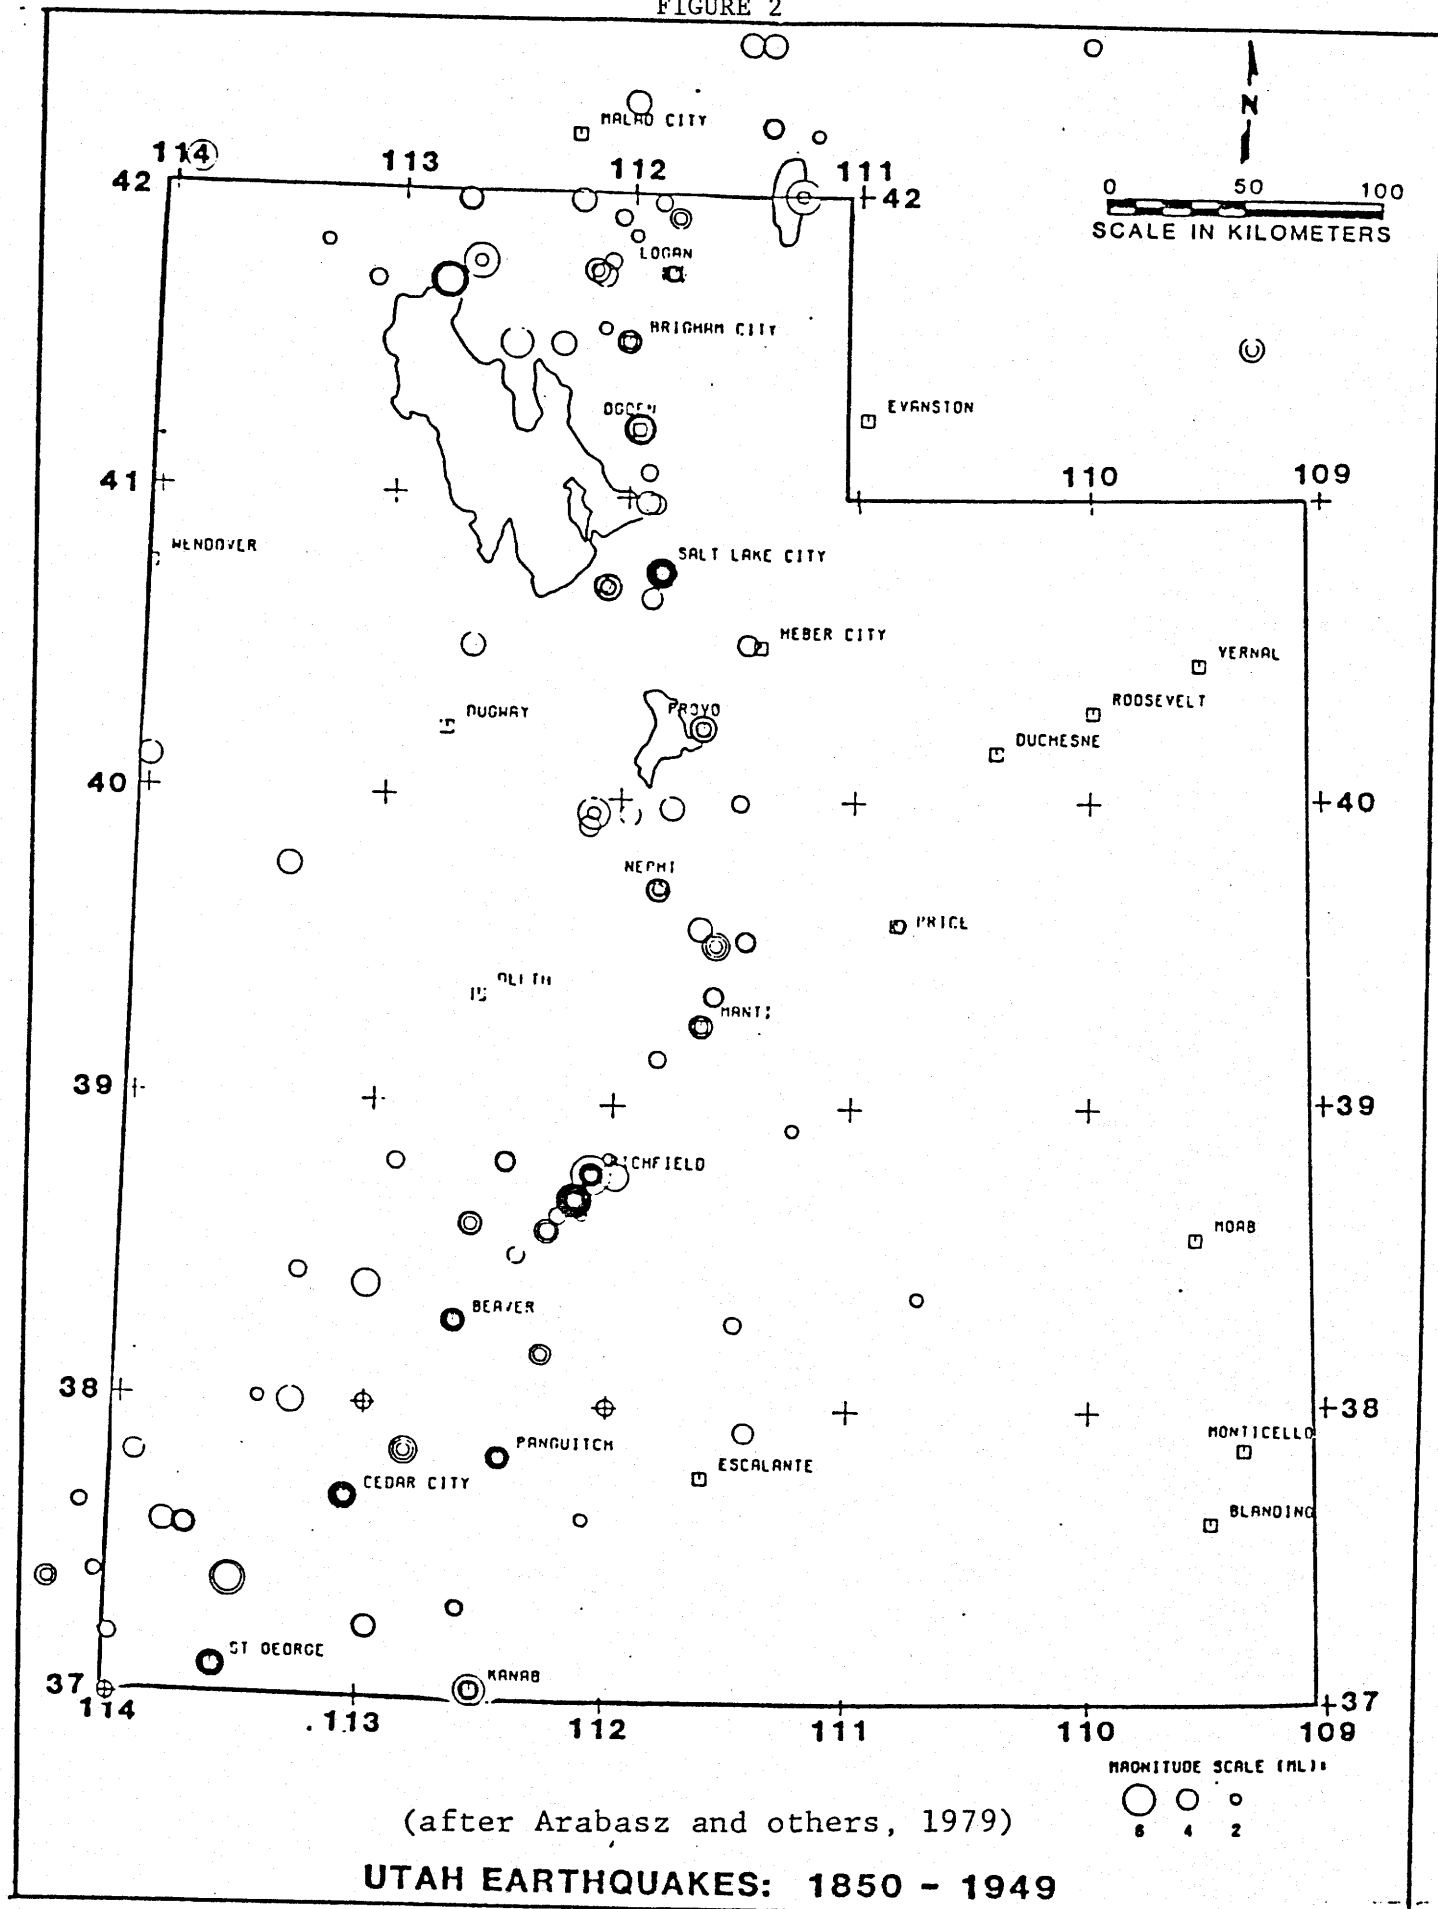 FIGURE 2
MALAD CITY
N
114
113
112
111
42
42
0 50 100
SCALE IN KILOMETERS
LOGAN
BRIGHAM CITY
OGDEN
EVANSTON
41
110
109
WENDOVER
SALT LAKE CITY
HEBER CITY
VERNAL
DUGWAY
PROVO
ROOSEVELT
DUCHESNE
40
40
NEPHI
PRICE
DELTA
MANTI
39
39
RICHFIELD
MOAB
BEAVER
38
38
MONTICELLO
PANGUITCH
ESCALANTE
CEDAR CITY
BLANDING
ST GEORGE
KANAB
37
37
114
113
112
111
110
109
MAGNITUDE SCALE (ML):
6 4 2
(after Arabasz and others, 1979)
UTAH EARTHQUAKES: 1850 - 1949